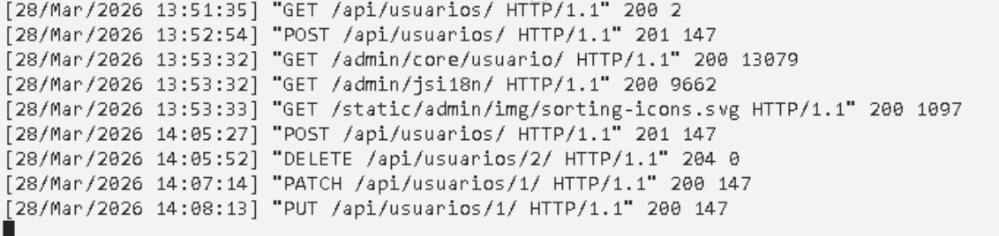 [28/Mar/2026 13:51:35] "GET /api/usuarios/ HTTP/1.1" 200 2
[28/Mar/2026 13:52:54] "POST /api/usuarios/ HTTP/1.1" 201 147
[28/Mar/2026 13:53:32] "GET /admin/core/usuario/ HTTP/1.1" 200 13079
[28/Mar/2026 13:53:32] "GET /admin/jsi18n/ HTTP/1.1" 200 9662
[28/Mar/2026 13:53:33] "GET /static/admin/img/sorting-icons.svg HTTP/1.1" 200 1097
[28/Mar/2026 14:05:27] "POST /api/usuarios/ HTTP/1.1" 201 147
[28/Mar/2026 14:05:52] "DELETE /api/usuarios/2/ HTTP/1.1" 204 0
[28/Mar/2026 14:07:14] "PATCH /api/usuarios/1/ HTTP/1.1" 200 147
[28/Mar/2026 14:08:13] "PUT /api/usuarios/1/ HTTP/1.1" 200 147